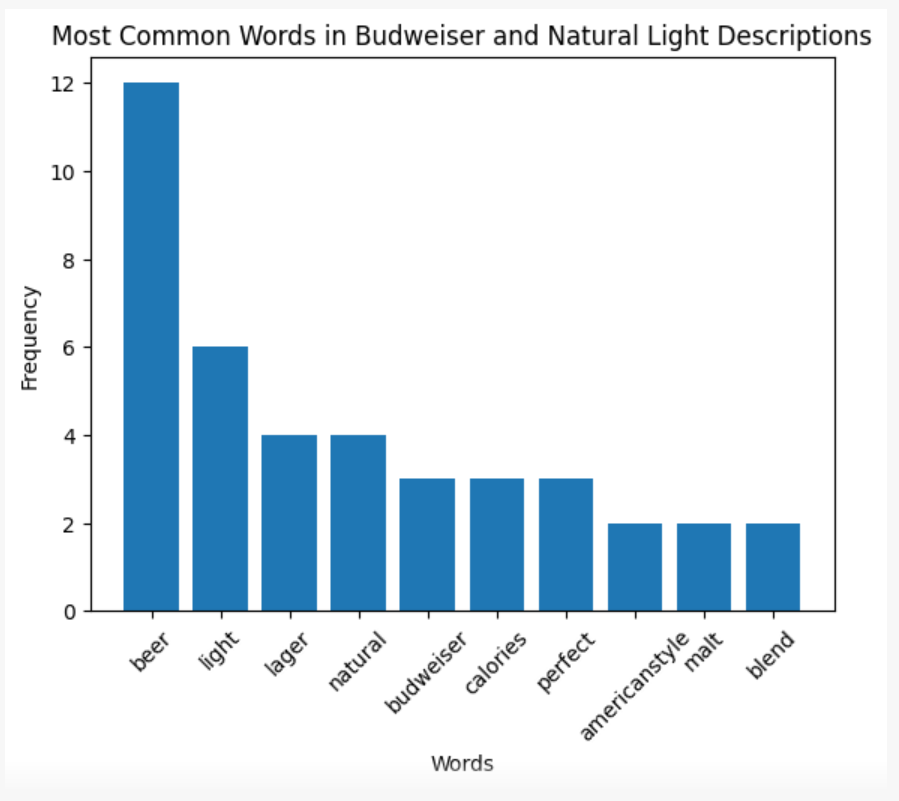 Most Common Words in Budweiser and Natural Light Descriptions
12
10
8
6
4
2
0
Frequency
beer
light
lager
natural
budweiser
calories
perfect
americanstyle
malt
blend
Words